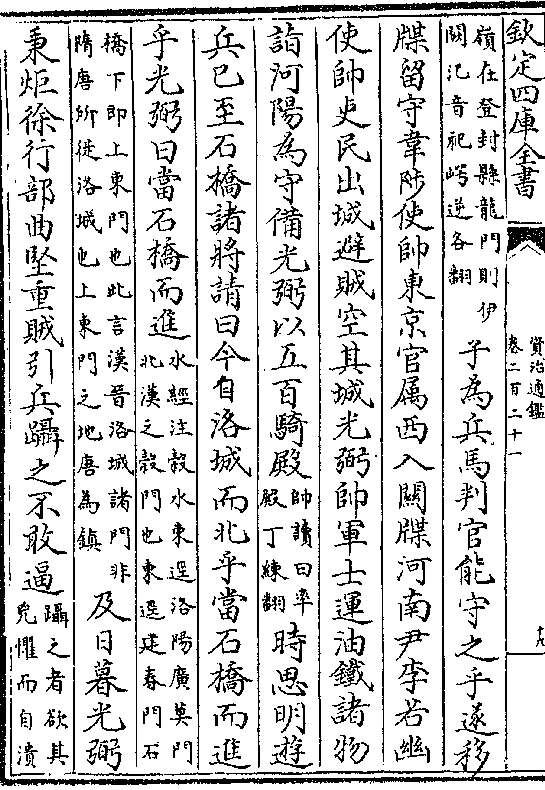 欽定四庫全書
資治通鑑
卷二百二十一
嶺在登封縣龍門則伊
闕汜音祀崿逆各翻
子為兵馬判官能守之乎遂移
牒留守韋陟使帥東京官属西入關牒河南尹李若幽
使帥吏民出城避賊空其城光弼帥軍士運油鐵諸物
詣河陽為守備光弼以五百騎殿
帥讀曰率
殿丁練翻
時思明遊
兵已至石橋諸將請曰今自洛城而北乎當石橋而進
乎光弼曰當石橋而進
水經注穀水東逕洛陽廣莫門
北漢之穀門也東逕建春門石
橋下即上東門也此言漢晉洛城諸門非
隋唐所徙洛城也上東門之地唐為鎮
及日暮光弼
秉炬徐行部曲堅重賊引兵躡之不敢逼
躡之者欲其
兇懼而自潰